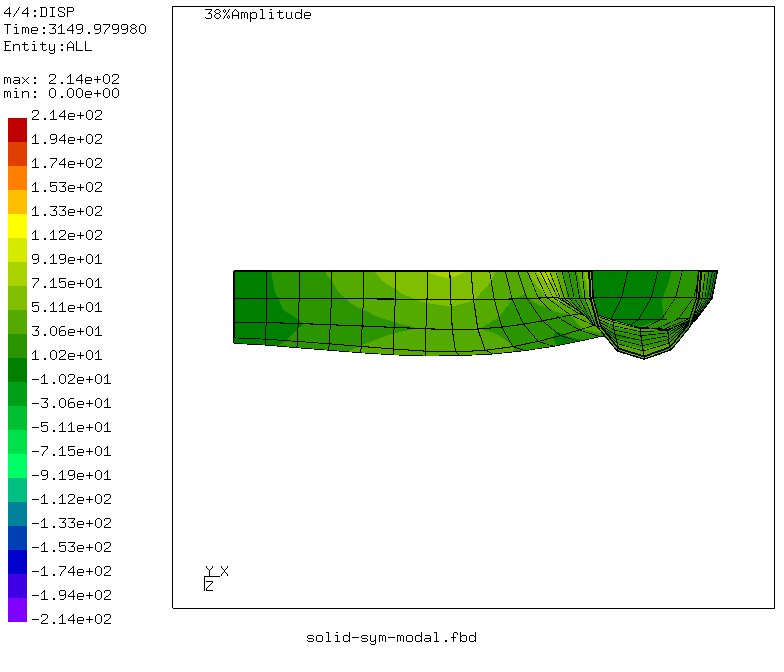 4/4:DISP
Time:3149.979980
Entity:ALL
max: 2.14e+02
min: 0.00e+00
2.14e+02
1.94e+02
1.74e+02
1.53e+02
1.33e+02
1.12e+02
9.19e+01
7.15e+01
5.11e+01
3.06e+01
1.02e+01
-1.02e+01
-3.06e+01
-5.11e+01
-7.15e+01
-9.19e+01
-1.12e+02
-1.33e+02
-1.53e+02
-1.74e+02
-1.94e+02
-2.14e+02
38%Amplitude
Y X
Z
solid-sym-modal.fbd